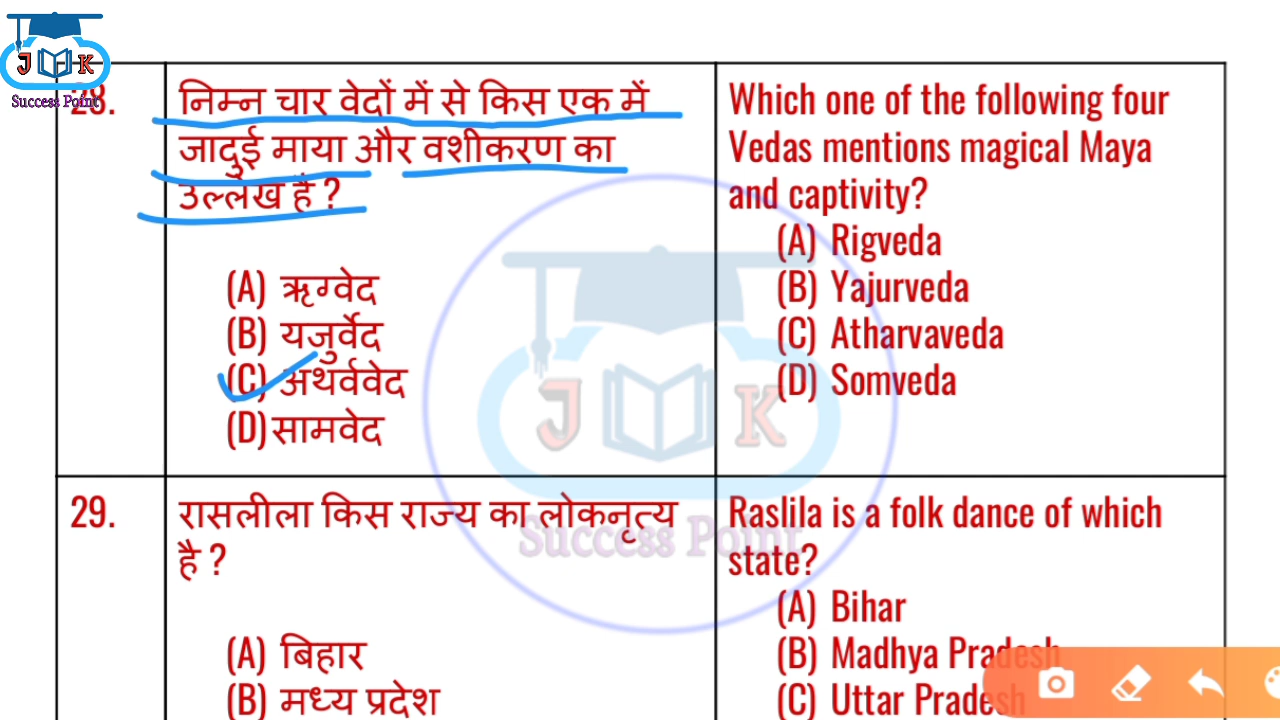 J K
Success Point
28.
निम्न चार वेदों में से किस एक में
जादुई माया और वशीकरण का
उल्लेख है ?
(A) ऋग्वेद
(B) यजुर्वेद
(C) अथर्ववेद
(D) सामवेद
Which one of the following four
Vedas mentions magical Maya
and captivity?
(A) Rigveda
(B) Yajurveda
(C) Atharvaveda
(D) Somveda
J K
Success Point
29.
रासलीला किस राज्य का लोकनृत्य
है ?
(A) बिहार
(B) मध्य प्रदेश
Raslila is a folk dance of which
state?
(A) Bihar
(B) Madhya Pradesh
(C) Uttar Pradesh